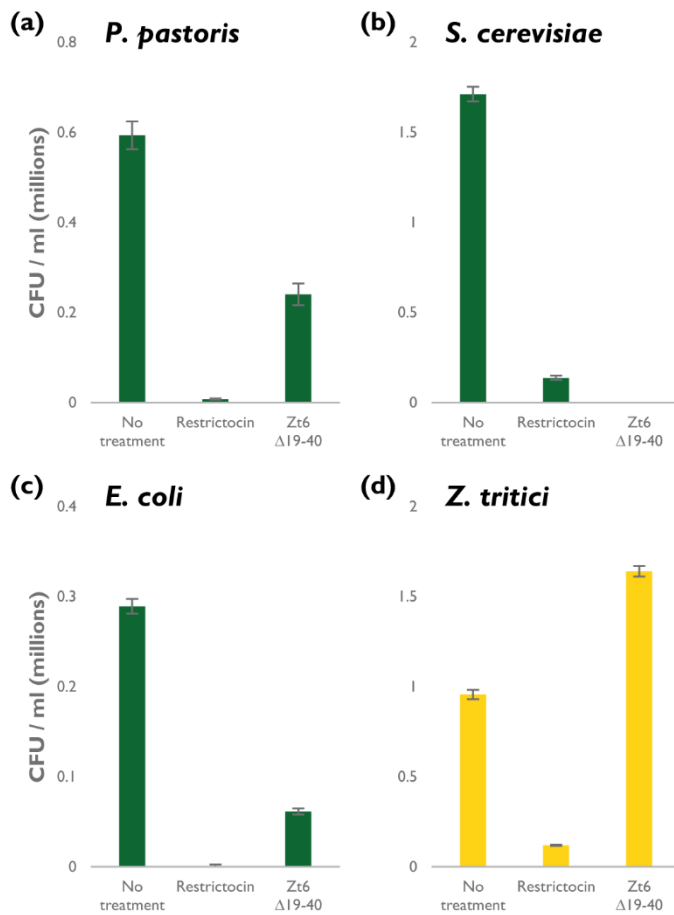 (a) P. pastoris
0.8
0.6
0.4
0.2
0
CFU / ml (millions)
No treatment
Restrictocin
Zt6 Δ19-40
(b) S. cerevisiae
2
1.5
1
0.5
0
No treatment
Restrictocin
Zt6 Δ19-40
(c) E. coli
0.4
0.3
0.2
0.1
0
CFU / ml (millions)
No treatment
Restrictocin
Zt6 Δ19-40
(d) Z. tritici
2
1.5
1
0.5
0
No treatment
Restrictocin
Zt6 Δ19-40